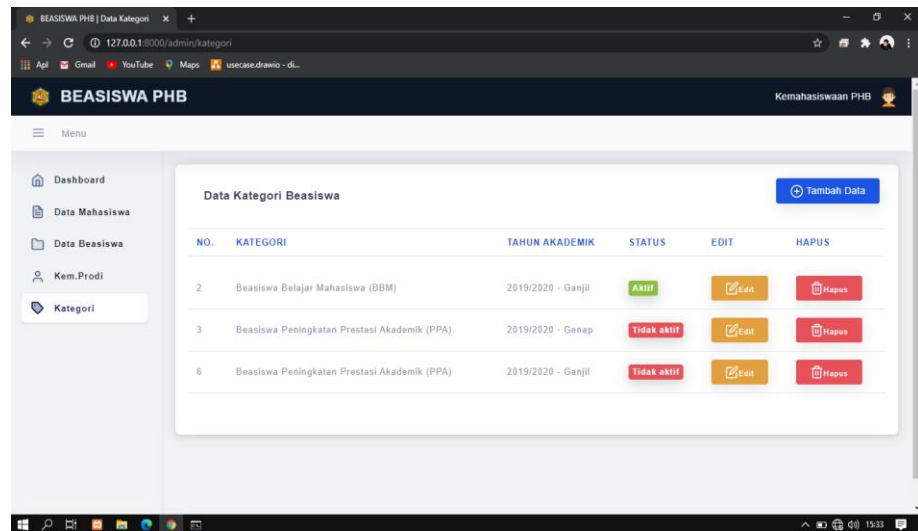 BEASISWA PHB | Data Kategori
127.0.0.1:8000/admin/kategori
Apl Gmail YouTube Maps usecase.drawio - di...
BEASISWA PHB Kemahasiswaan PHB
Menu
Dashboard
Data Mahasiswa
Data Beasiswa
Kem.Prodi
Kategori
Data Kategori Beasiswa Tambah Data
NO. KATEGORI TAHUN AKADEMIK STATUS EDIT HAPUS
2 Beasiswa Belajar Mahasiswa (BBM) 2019/2020 - Ganjil Aktif Edit Hapus
3 Beasiswa Peningkatan Prestasi Akademik (PPA) 2019/2020 - Genap Tidak aktif Edit Hapus
6 Beasiswa Peningkatan Prestasi Akademik (PPA) 2019/2020 - Ganjil Tidak aktif Edit Hapus
15:33